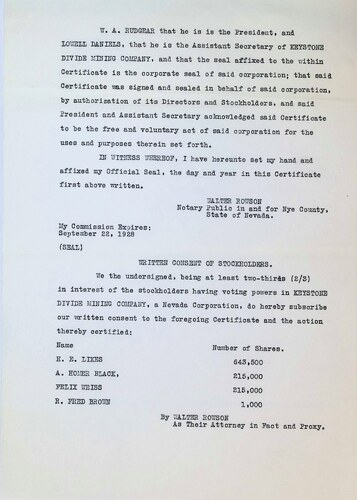 W. A. RUDGEAR that he is is the President, and
LOWELL DANIELS, that he is the Assistant Secretary of KEYSTONE
DIVIDE MINING COMPANY, and that the seal affixed to the within
Certificate is the corporate seal of said corporation; that said
Certificate was signed and sealed in behalf of said corporation,
by authorization of its Directors and Stockholders, and said
President and Assistant Secretary acknowledged said Certificate
to be the free and voluntary act of said corporation for the
uses and purposes therein set forth.
IN WITNESS WHEREOF, I have hereunto set my hand and
affixed my Official Seal, the day and year in this Certificate
first above written.
WALTER ROWSON
Notary Public in and for Nye County,
State of Nevada.
My Commission Expires:
September 22, 1928
(SEAL)
WRITTEN CONSENT OF STOCKHOLDERS.
We the undersigned, being at least two-thirds (2/3)
in interest of the stockholders having voting powers in KEYSTONE
DIVIDE MINING COMPANY, a Nevada Corporation, do hereby subscribe
our written consent to the foregoing Certificate and the action
thereby certified:
Name Number of Shares.
H. E. LIKES 643,500
A. HOMER BLACK, 215,000
FELIX WEISS 215,000
R. FRED BROWN 1,000
By WALTER ROWSON
As Their Attorney in Fact and Proxy.